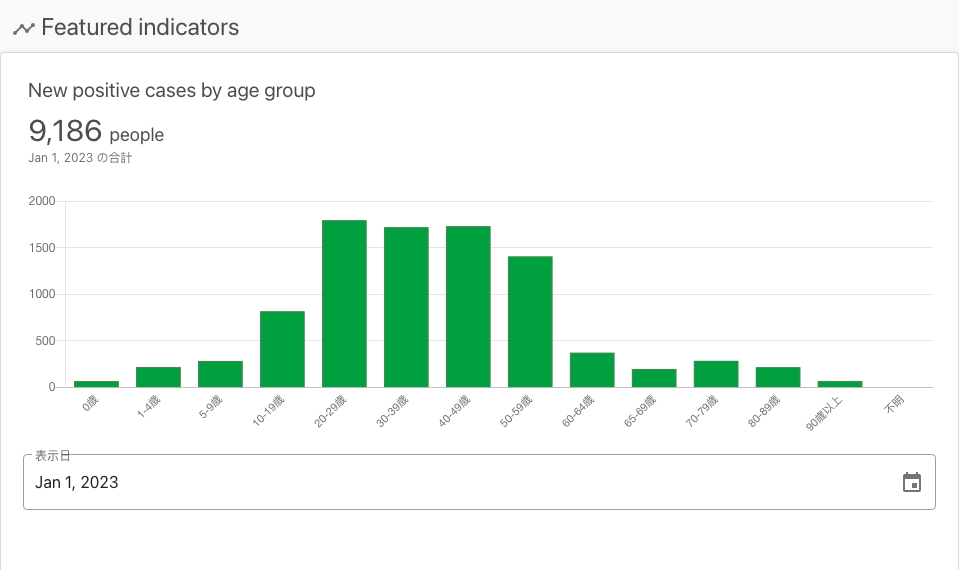 Featured indicators
New positive cases by age group
9,186 people
Jan 1, 2023 の合計
2000
1500
1000
500
0
0歳
1-4歳
5-9歳
10-19歳
20-29歳
30-39歳
40-49歳
50-59歳
60-64歳
65-69歳
70-79歳
80-89歳
90歳以上
不明
表示日
Jan 1, 2023